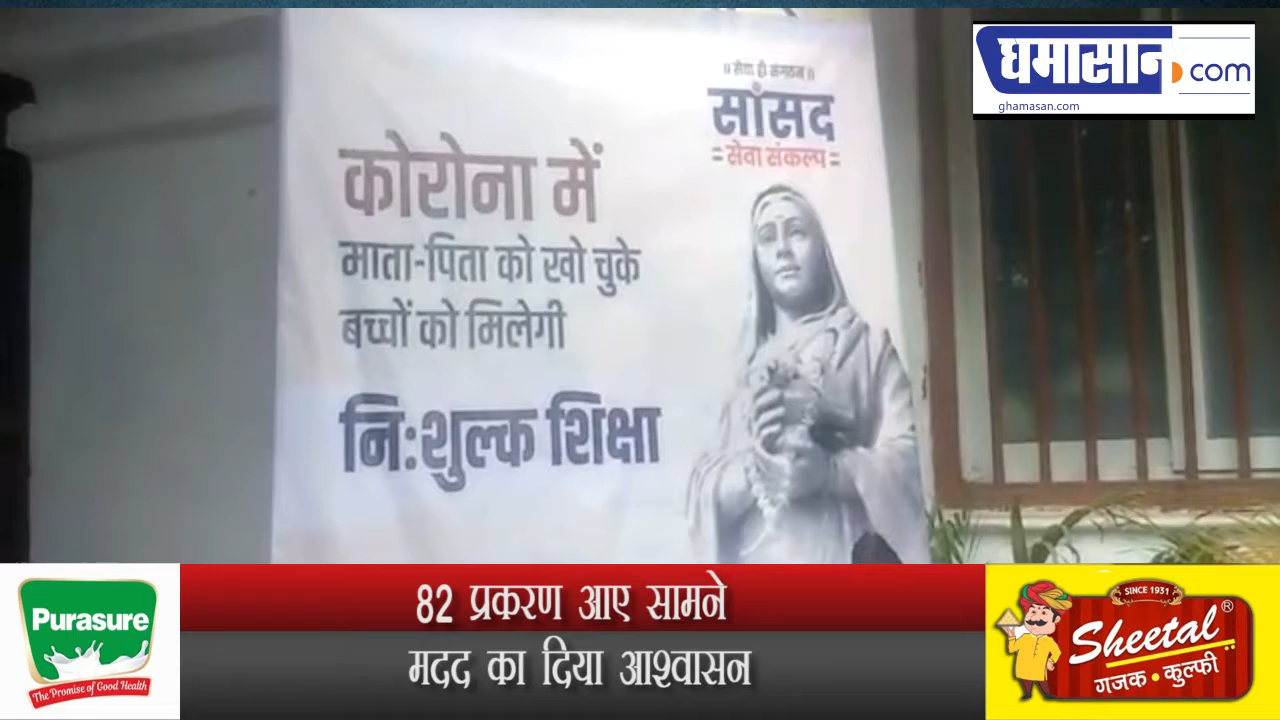 घमासान.com
ghamasan.com
॥ सेवा ही संगठन ॥
सांसद
सेवा संकल्प
कोरोना में
माता-पिता को खो चुके
बच्चों को मिलेगी
नि:शुल्क शिक्षा
Purasure
The Promise of Good Health
82 प्रकरण आए सामने
मदद का दिया आश्वासन
SINCE 1931
Sheetal®
गजक • कुल्फी